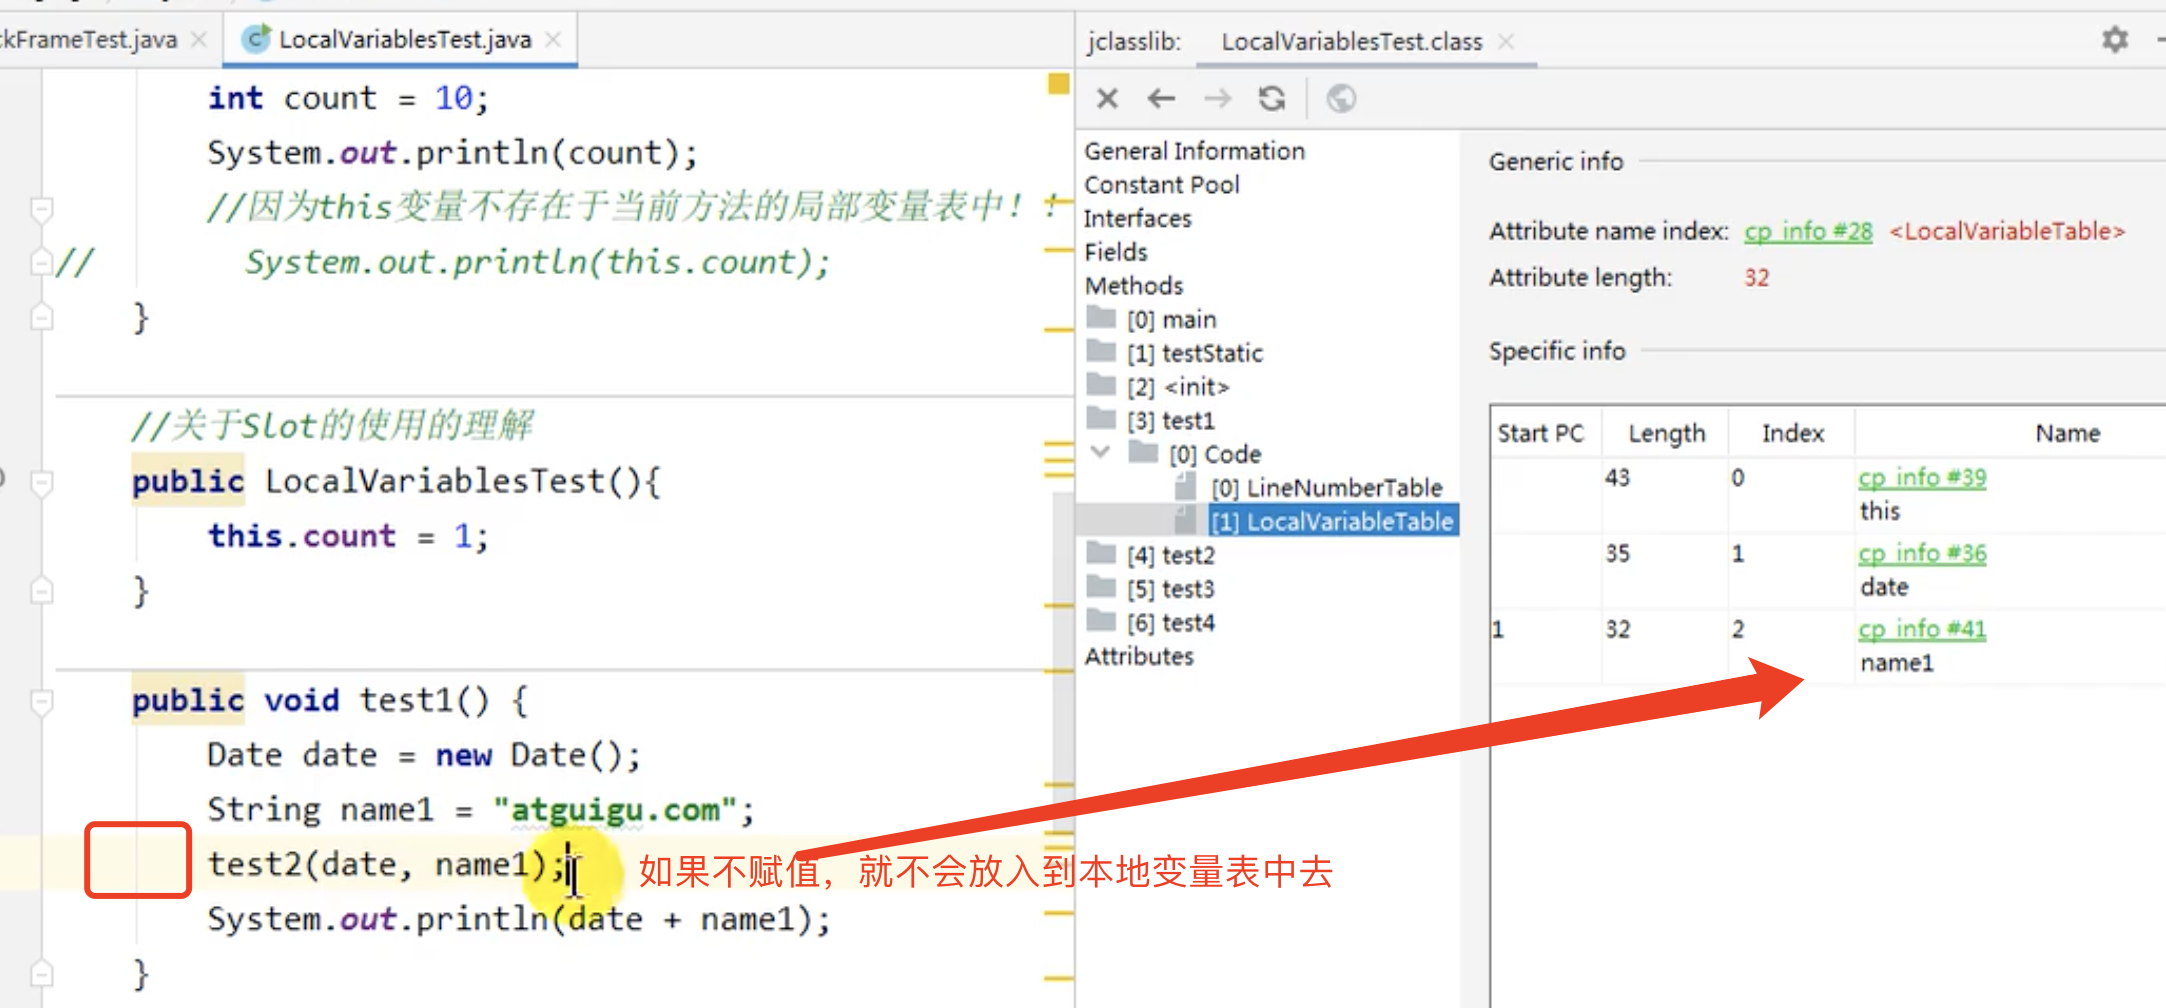 ckFrameTest.java
LocalVariablesTest.java
int count = 10;
System.out.println(count);
//因为this变量不存在于当前方法的局部变量表中！！
// System.out.println(this.count);
}
//关于Slot的使用的理解
public LocalVariablesTest(){
this.count = 1;
}
public void test1() {
Date date = new Date();
String name1 = "atguigu.com";
test2(date, name1);
如果不赋值，就不会放入到本地变量表中去
System.out.println(date + name1);
}
jclasslib:
LocalVariablesTest.class
General Information
Constant Pool
Interfaces
Fields
Methods
[0] main
[1] testStatic
[2] <init>
[3] test1
[0] Code
[0] LineNumberTable
[1] LocalVariableTable
[4] test2
[5] test3
[6] test4
Attributes
Generic info
Attribute name index: cp info #28 <LocalVariableTable>
Attribute length: 32
Specific info
Start PC Length Index Name
43 0 cp info #39
this
35 1 cp info #36
date
1 32 2 cp info #41
name1